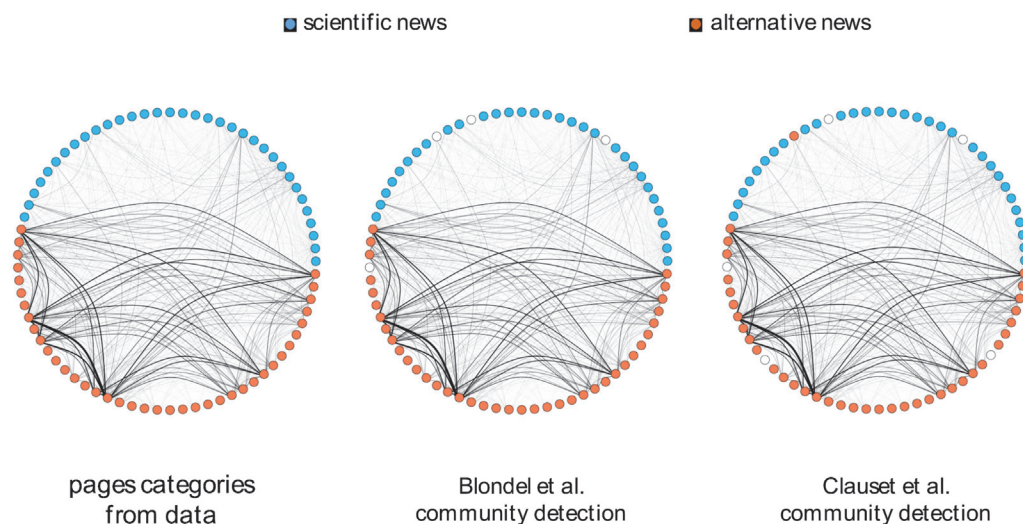 scientific news
alternative news
pages categories
from data
Blondel et al.
community detection
Clauset et al.
community detection